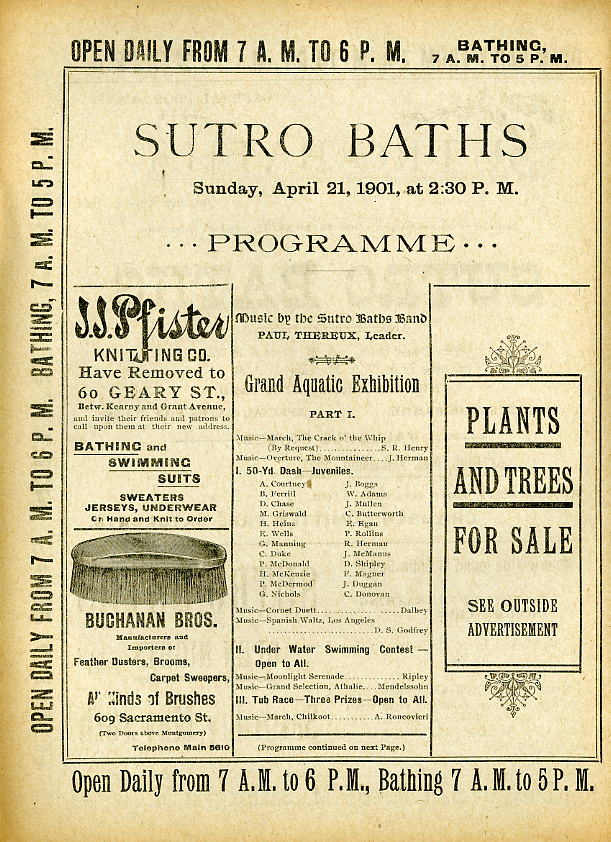 OPEN DAILY FROM 7 A. M. TO 6 P. M.
BATHING,
7 A. M. TO 5 P. M.
OPEN DAILY FROM 7 A. M. TO 6 P. M. BATHING, 7 A. M. TO 5 P. M.
SUTRO BATHS
Sunday, April 21, 1901, at 2:30 P. M.
...PROGRAMME...
J.J. Pfister
KNITTING CO.
Have Removed to
60 GEARY ST.,
Betw. Kearny and Grant Avenue,
and invite their friends and patrons to
call upon them at their new address.
BATHING and
SWIMMING
SUITS
SWEATERS
JERSEYS, UNDERWEAR
On Hand and Knit to Order
BUCHANAN BROS.
Manufacturers and
Importers of
Feather Dusters, Brooms,
Carpet Sweepers,
All Kinds of Brushes
609 Sacramento St.
(Two Doors above Montgomery)
Telephone Main 5610
Music by the Sutro Baths Band
PAUL THEREUX, Leader.
Grand Aquatic Exhibition
PART I.
Music—March, The Crack o' the Whip
(By Request)..................S. R. Henry
Music—Overture, The Mountaineer....J. Herman
I. 50-Yd. Dash—Juveniles.
A. Courtney J. Boggs
B. Ferrill W. Adams
D. Chase J. Mullen
M. Griswald C. Butterworth
H. Heins E. Egan
E. Wells P. Rollins
G. Manning R. Herman
C. Duke J. McManus
P. McDonald D. Shipley
H. McKenzie F. Magner
P. McDermod J. Duggan
G. Nichols C. Donovan
Music—Cornet Duett......................Dalbey
Music—Spanish Waltz, Los Angeles
..........................D. S. Godfrey
II. Under Water Swimming Contest —
Open to All.
Music—Moonlight Serenade................Ripley
Music—Grand Selection, Athalie....Mendelssohn
III. Tub Race—Three Prizes—Open to All.
Music—March, Chilkoot...........A. Roncovieri
(Programme continued on next Page.)
PLANTS
AND TREES
FOR SALE
SEE OUTSIDE
ADVERTISEMENT
Open Daily from 7 A.M. to 6 P.M., Bathing 7 A.M. to 5 P.M.